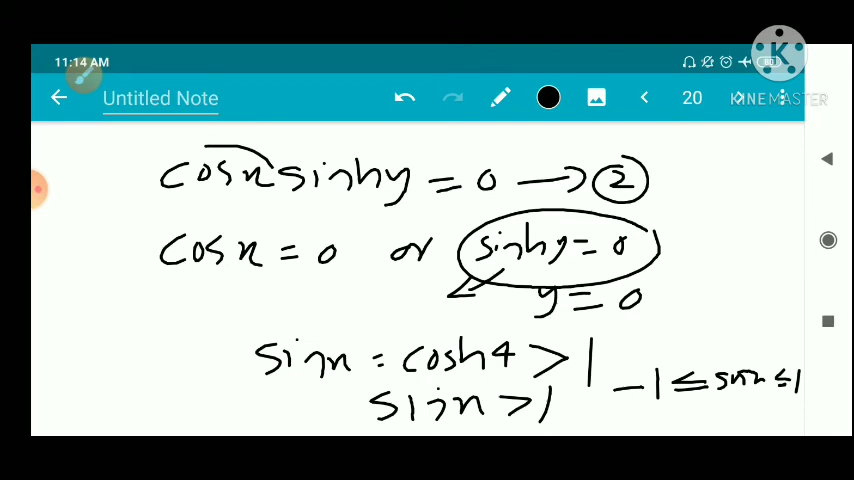 11:14 AM
80
K
KINEMASTER
Untitled Note
20
cosx sinhy = 0 → ②
cosx = 0 or sinhy = 0
y = 0
sinx = cosh4 > 1
-1 ≤ sinx ≤ 1
sinx > 1